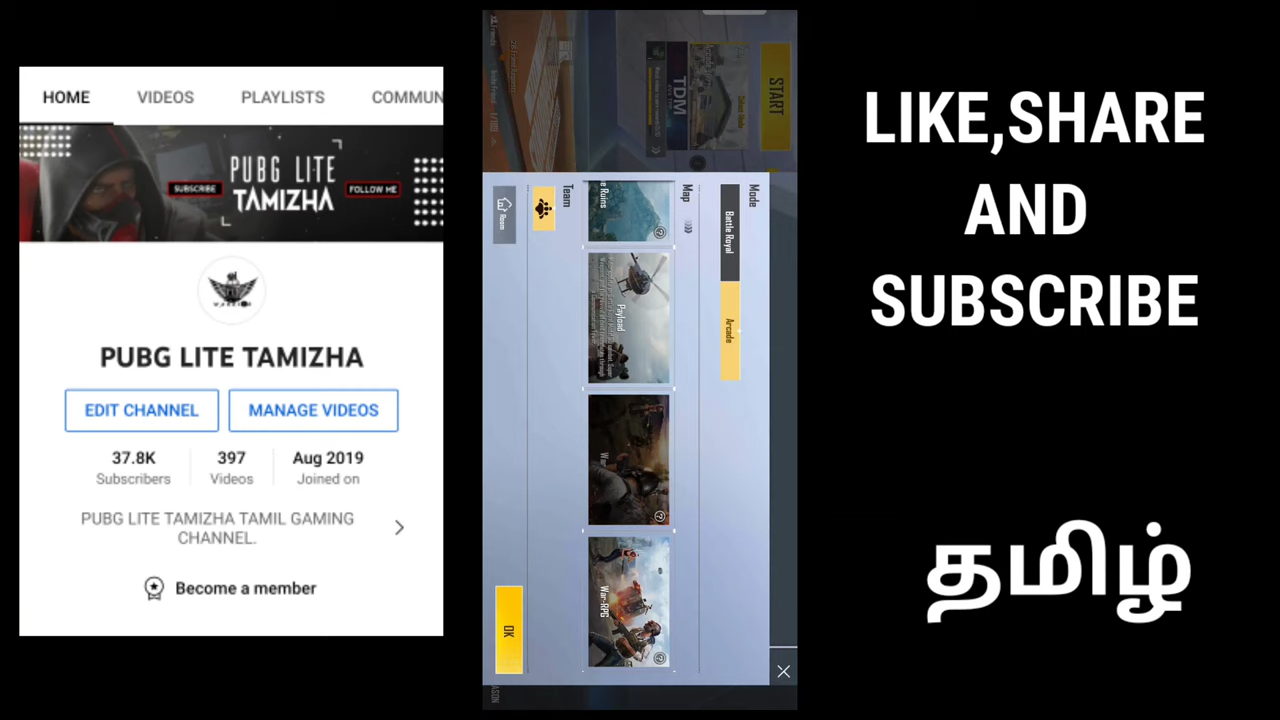 HOME VIDEOS PLAYLISTS COMMUN
PUBG LITE
TAMIZHA
SUBSCRIBE
FOLLOW ME
PUBG LITE TAMIZHA
EDIT CHANNEL
MANAGE VIDEOS
37.8K
Subscribers
397
Videos
Aug 2019
Joined on
PUBG LITE TAMIZHA TAMIL GAMING
CHANNEL.
Become a member
START
TDM
Mode
Battle Royal
Arcade
Map
e Ruins
Payload
War
War-RPG
Team
Room
OK
LIKE,SHARE
AND
SUBSCRIBE
தமிழ்